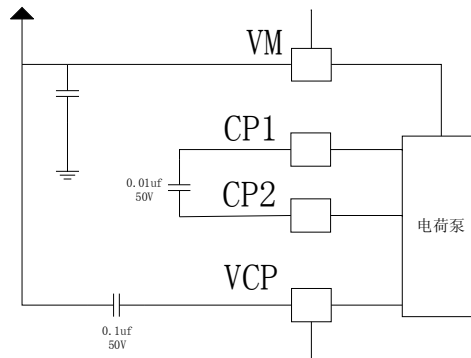 VM
CP1
0.01uf
50V
CP2
电荷泵
VCP
0.1uf
50V